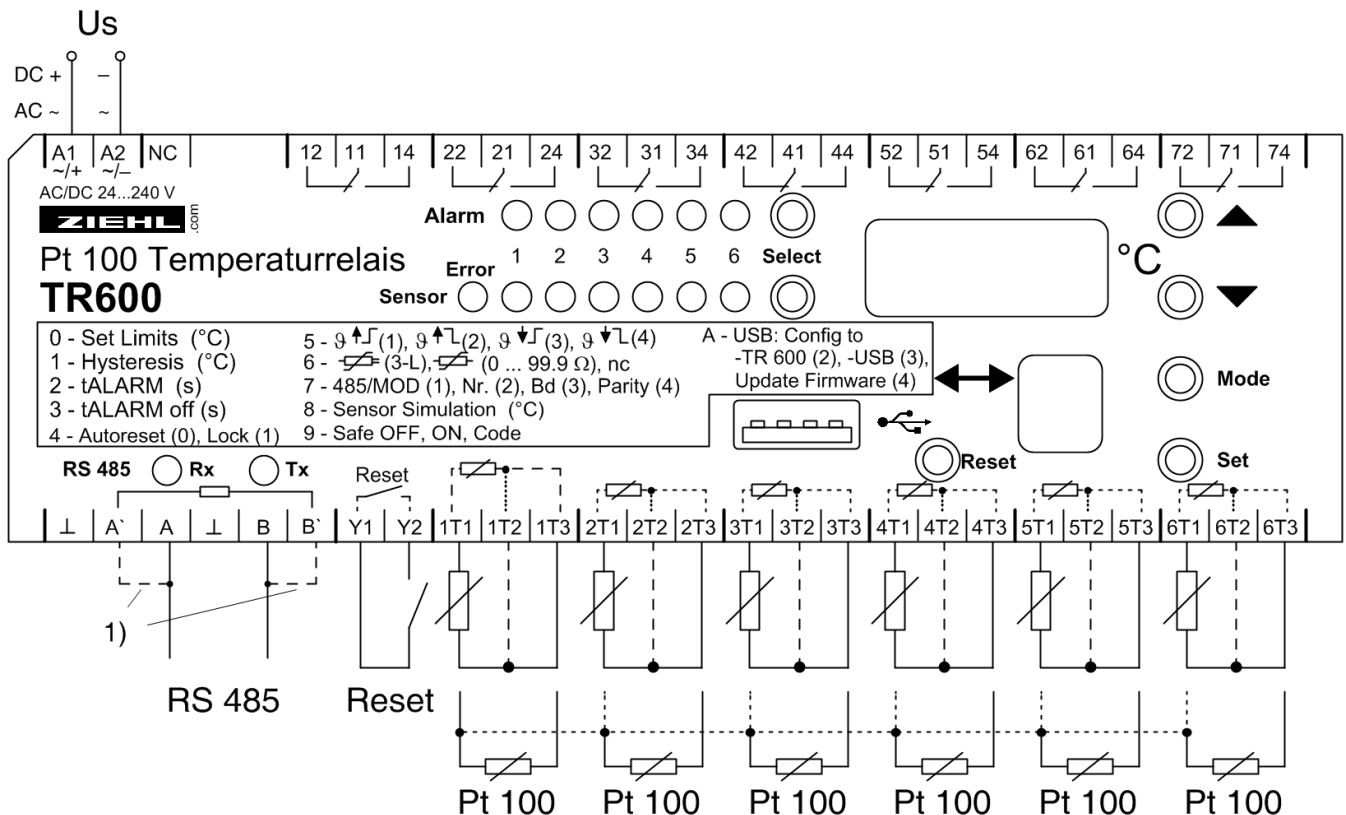 Us
DC + –
AC ~ ~
A1 A2 NC 12 11 14 22 21 24 32 31 34 42 41 44 52 51 54 62 61 64 72 71 74
~/+ ~/–
AC/DC 24...240 V
ZIEHL .com
Alarm
Pt 100 Temperaturrelais
°C
Error 1 2 3 4 5 6 Select
TR600
Sensor
0 - Set Limits (°C)
1 - Hysteresis (°C)
2 - tALARM (s)
3 - tALARM off (s)
4 - Autoreset (0), Lock (1)
5 - ϑ (1), ϑ (2), ϑ (3), ϑ (4)
6 - (3-L), (0 ... 99.9 Ω), nc
7 - 485/MOD (1), Nr. (2), Bd (3), Parity (4)
8 - Sensor Simulation (°C)
9 - Safe OFF, ON, Code
A - USB: Config to
-TR 600 (2), -USB (3),
Update Firmware (4)
Mode
Reset
Set
RS 485 Rx Tx
Reset
⊥ A` A ⊥ B B` Y1 Y2 1T1 1T2 1T3 2T1 2T2 2T3 3T1 3T2 3T3 4T1 4T2 4T3 5T1 5T2 5T3 6T1 6T2 6T3
1)
RS 485 Reset
Pt 100 Pt 100 Pt 100 Pt 100 Pt 100 Pt 100